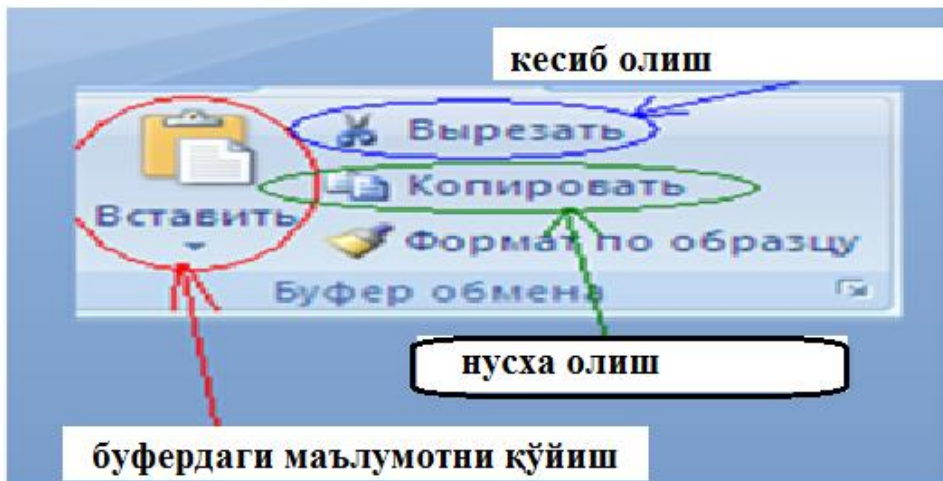 кесиб олиш
Вырезать
Копировать
Вставить
Формат по образцу
Буфер обмена
нусха олиш
буфердаги маълумотни қўйиш